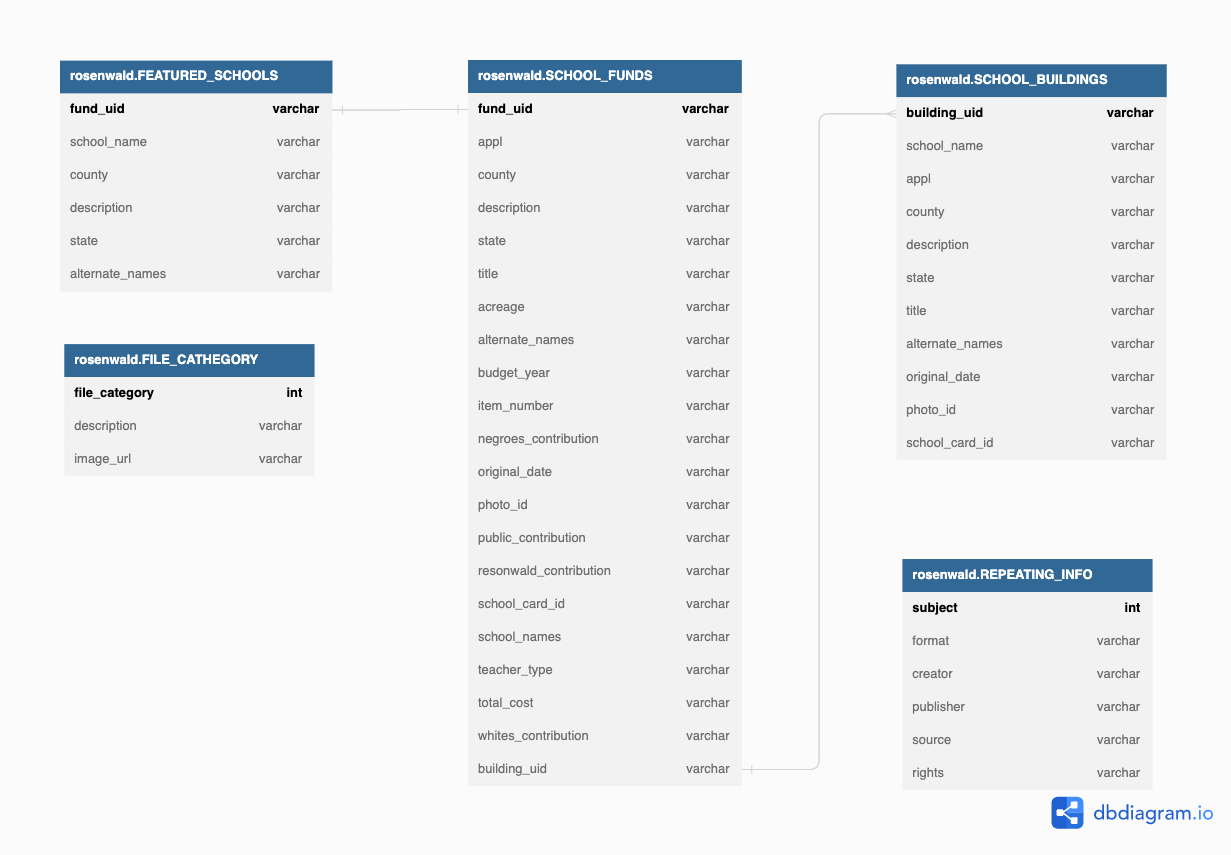 rosenwald.FEATURED_SCHOOLS
fund_uid varchar
school_name varchar
county varchar
description varchar
state varchar
alternate_names varchar
rosenwald.FILE_CATHEGORY
file_category int
description varchar
image_url varchar
rosenwald.SCHOOL_FUNDS
fund_uid varchar
appl varchar
county varchar
description varchar
state varchar
title varchar
acreage varchar
alternate_names varchar
budget_year varchar
item_number varchar
negroes_contribution varchar
original_date varchar
photo_id varchar
public_contribution varchar
resonwald_contribution varchar
school_card_id varchar
school_names varchar
teacher_type varchar
total_cost varchar
whites_contribution varchar
building_uid varchar
rosenwald.SCHOOL_BUILDINGS
building_uid varchar
school_name varchar
appl varchar
county varchar
description varchar
state varchar
title varchar
alternate_names varchar
original_date varchar
photo_id varchar
school_card_id varchar
rosenwald.REPEATING_INFO
subject int
format varchar
creator varchar
publisher varchar
source varchar
rights varchar
dbdiagram.io